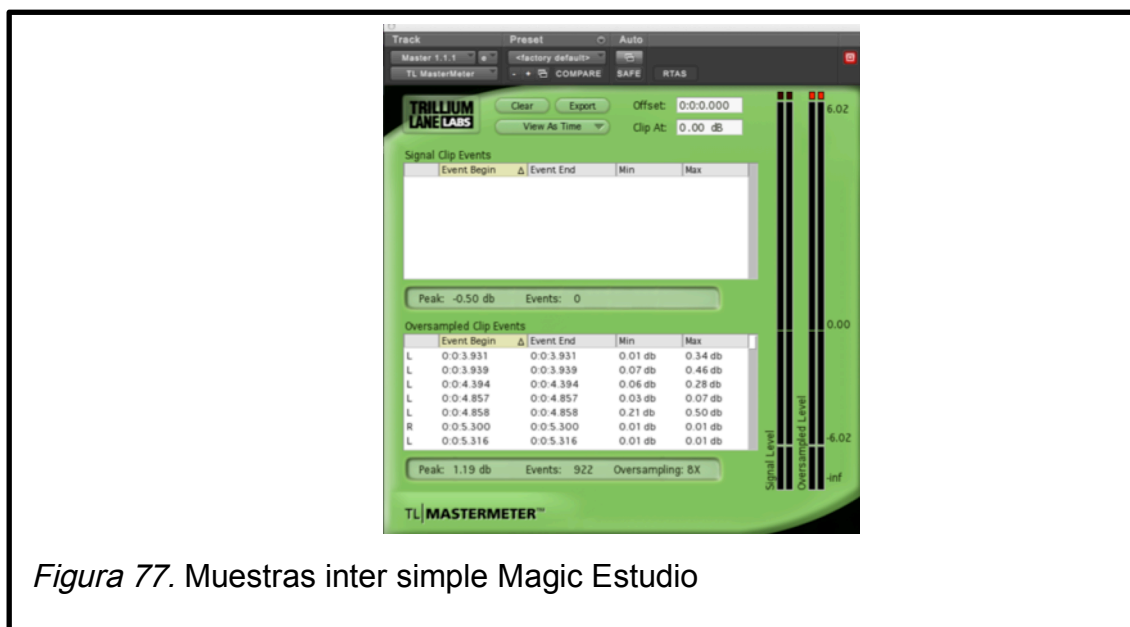 Track Preset Auto
Master 1.1.1 e <factory default>
TL MasterMeter - + COMPARE SAFE RTAS
TRILLIUM
LANE LABS
Clear Export Offset: 0:0:0.000
View As Time Clip At: 0.00 dB
6.02
Signal Clip Events
Event Begin Event End Min Max
Peak: -0.50 db Events: 0
Oversampled Clip Events
0.00
Event Begin Event End Min Max
L 0:0:3.931 0:0:3.931 0.01 db 0.34 db
L 0:0:3.939 0:0:3.939 0.07 db 0.46 db
L 0:0:4.394 0:0:4.394 0.06 db 0.28 db
L 0:0:4.857 0:0:4.857 0.03 db 0.07 db
L 0:0:4.858 0:0:4.858 0.21 db 0.50 db
R 0:0:5.300 0:0:5.300 0.01 db 0.01 db
L 0:0:5.316 0:0:5.316 0.01 db 0.01 db
Peak: 1.19 db Events: 922 Oversampling: 8X
Signal Level
Oversampled Level
-6.02
-inf
TL|MASTERMETER™
Figura 77. Muestras inter simple Magic Estudio